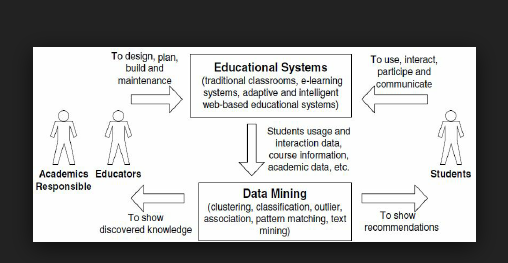 To design, plan,
build and
maintenance
Educational Systems
(traditional classrooms, e-learning
systems, adaptive and intelligent
web-based educational systems)
To use, interact,
participe and
communicate
Students usage and
interaction data,
course information,
academic data, etc.
Academics
Responsible
Educators
Students
Data Mining
(clustering, classification, outlier,
association, pattern matching, text
mining)
To show
discovered knowledge
To show
recommendations